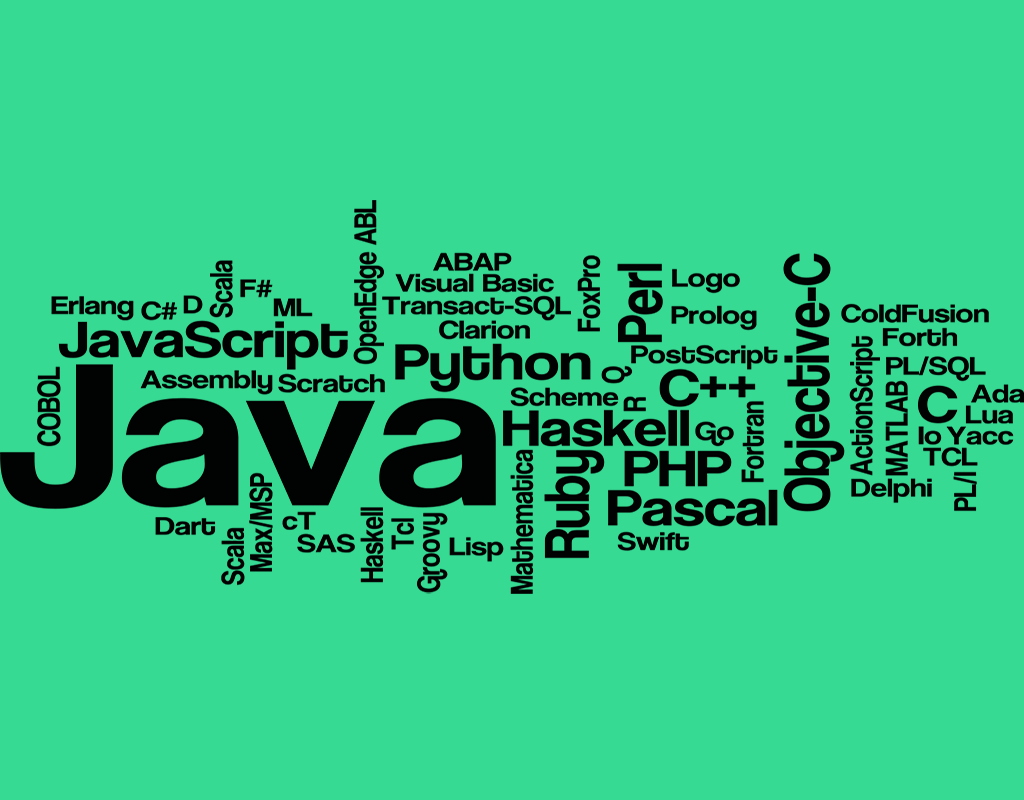 OpenEdge ABL
ABAP
FoxPro
Visual Basic
Scala
F#
Perl
Logo
Objective-C
Erlang
C#
D
ML
Transact-SQL
Prolog
ColdFusion
Clarion
JavaScript
Forth
Python
PostScript
ActionScript
PL/SQL
COBOL
Assembly
Scratch
Q
C++
Scheme
R
MATLAB
C
Ada
Lua
Java
Haskell
Go
Fortran
Io
Yacc
TCL
PHP
PL/I
Delphi
Mathematica
Ruby
Pascal
Dart
Scala
Max/MSP
cT
SAS
Haskell
Tcl
Groovy
Lisp
Swift